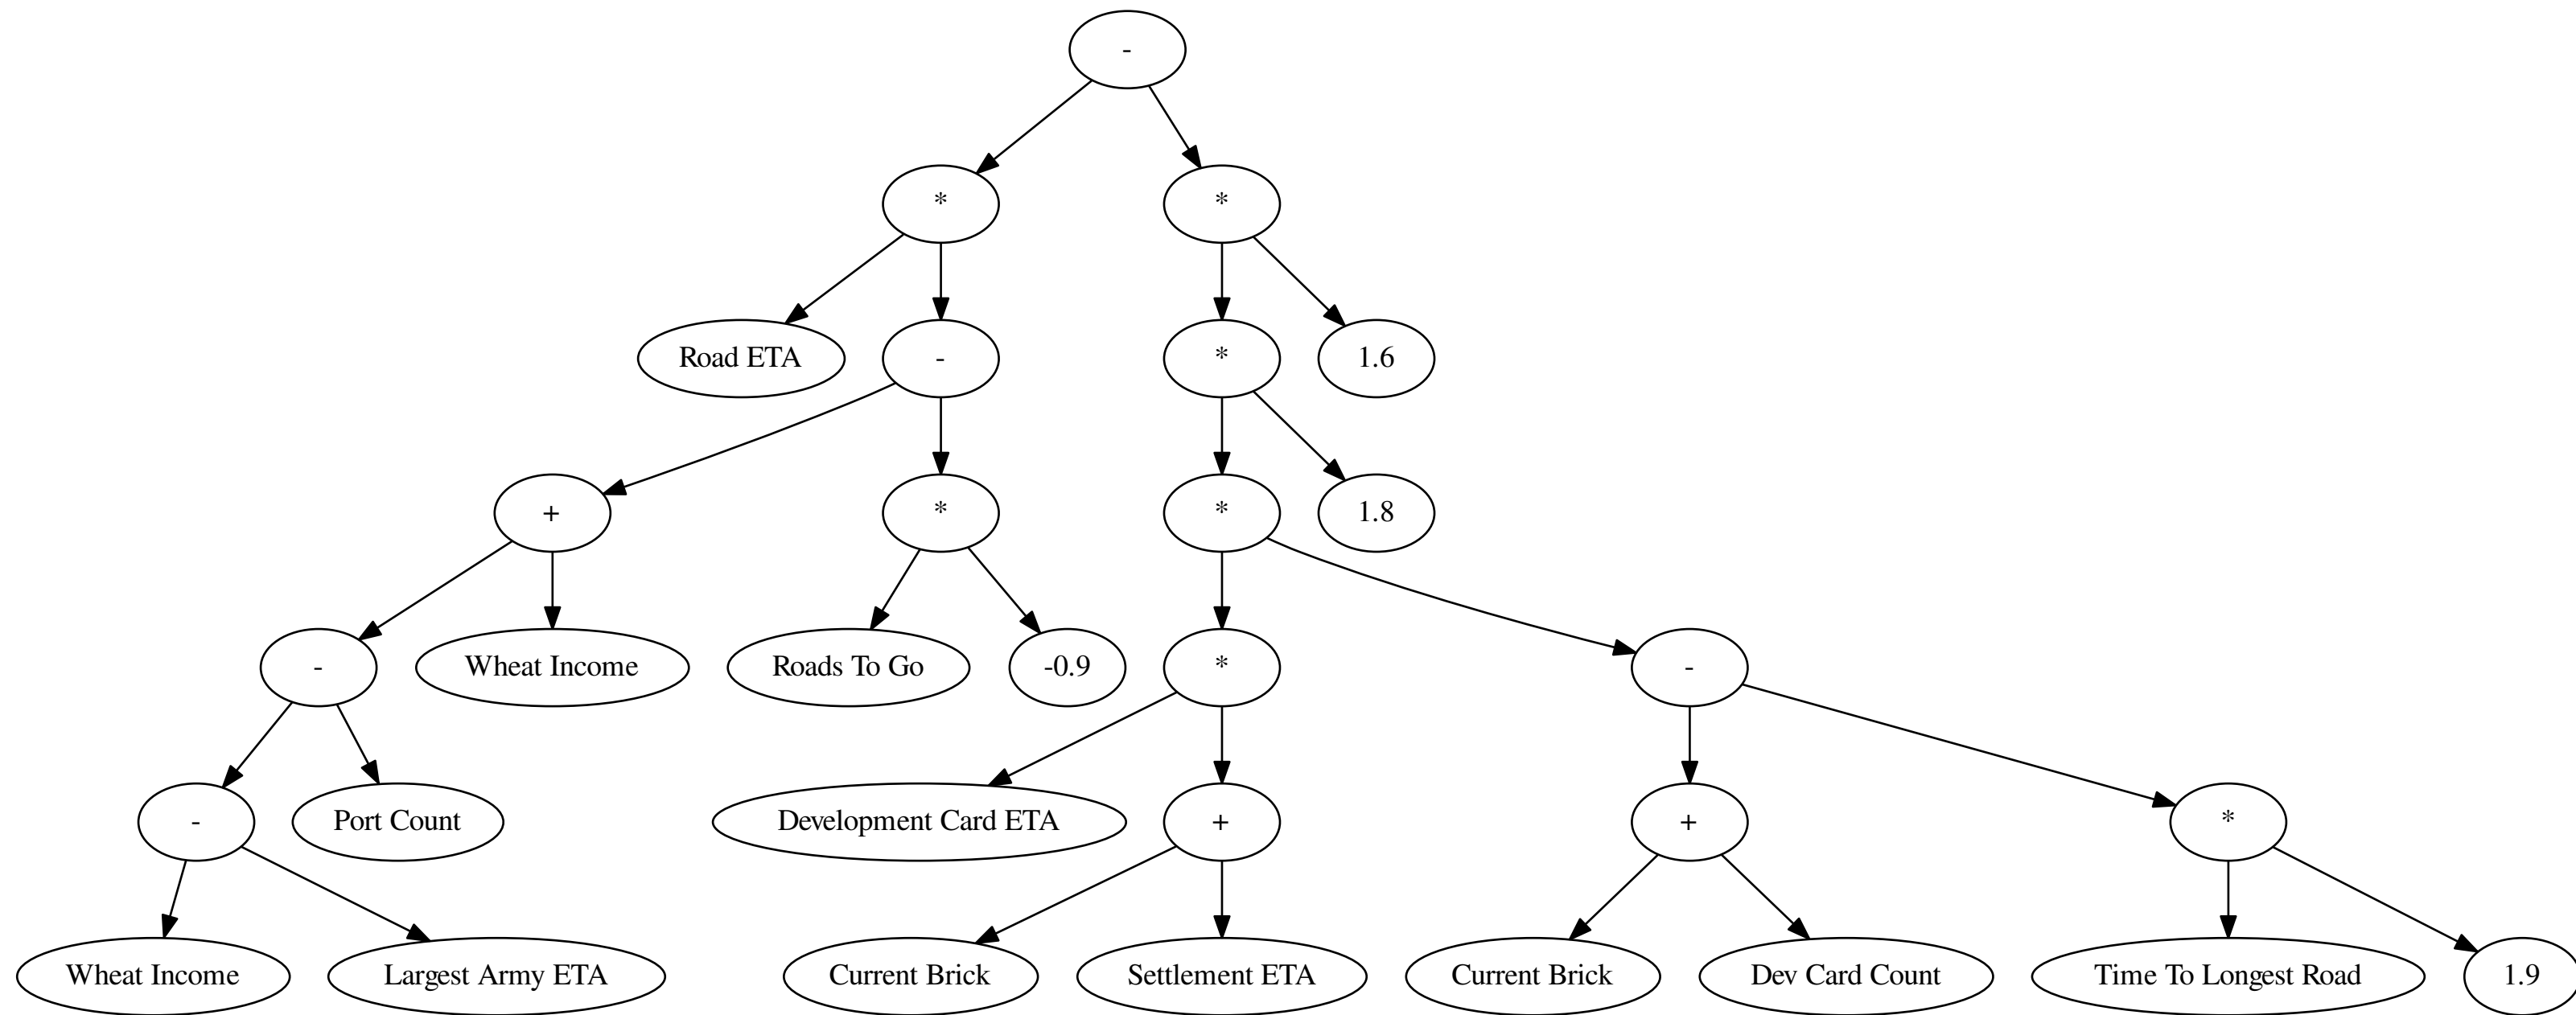 -
*
*
Road ETA
-
*
1.6
+
*
*
1.8
-
Wheat Income
Roads To Go
-0.9
*
-
-
Port Count
Development Card ETA
+
+
*
Wheat Income
Largest Army ETA
Current Brick
Settlement ETA
Current Brick
Dev Card Count
Time To Longest Road
1.9